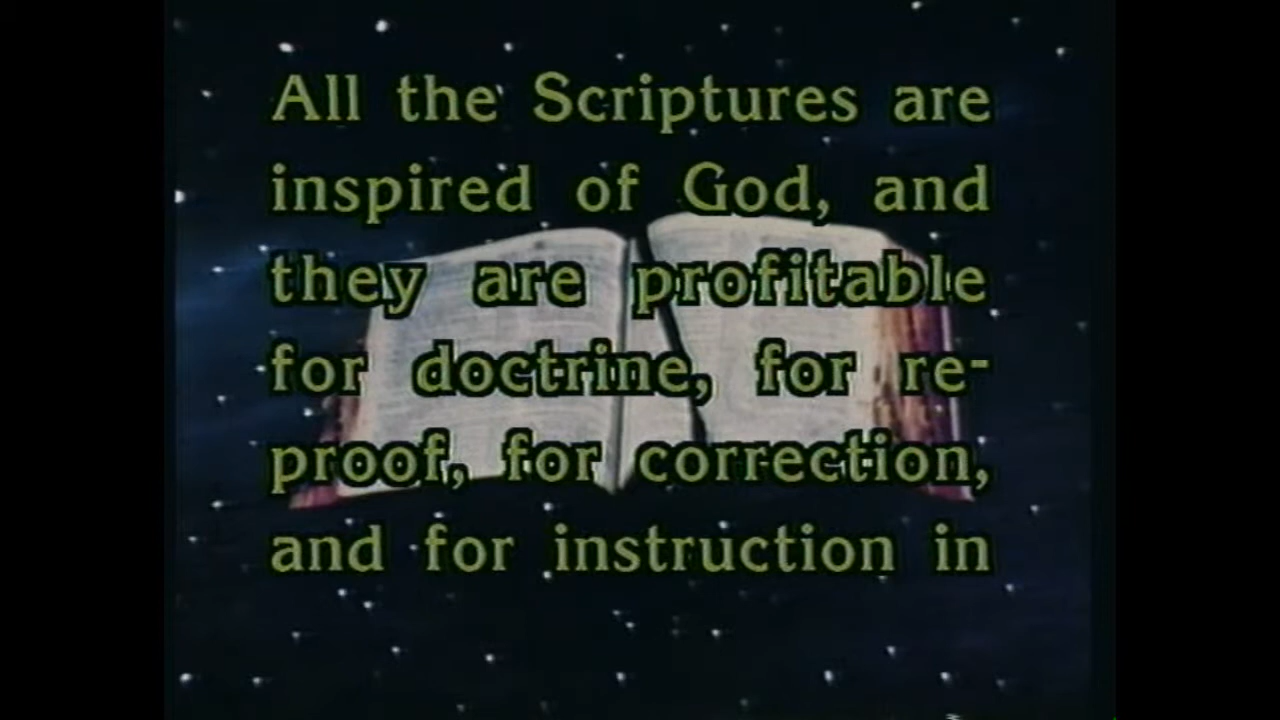 All the Scriptures are
inspired of God, and
they are profitable
for doctrine, for re-
proof, for correction,
and for instruction in